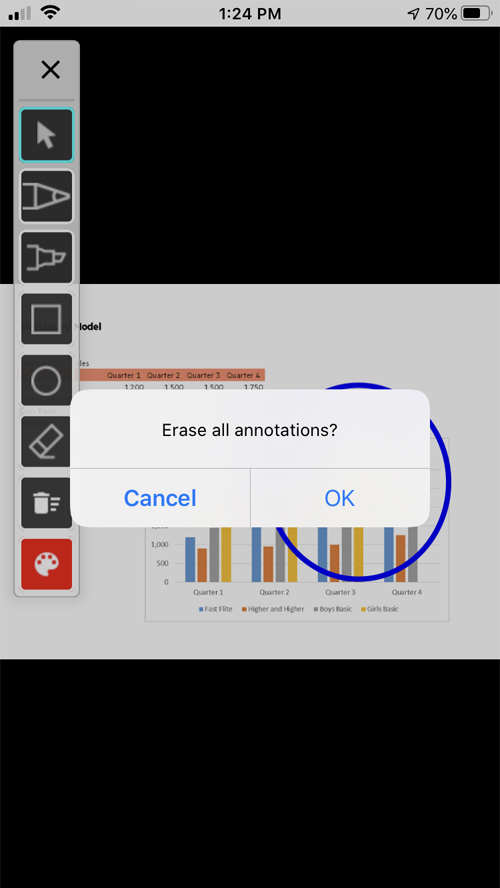 1:24 PM
70%
Model
Quarter 1 Quarter 2 Quarter 3 Quarter 4
1,200 1,500 1,500 1,750
Erase all annotations?
Cancel OK
1,000
500
0
Quarter 1 Quarter 2 Quarter 3 Quarter 4
Fast Flite Higher and Higher Boys Basic Girls Basic